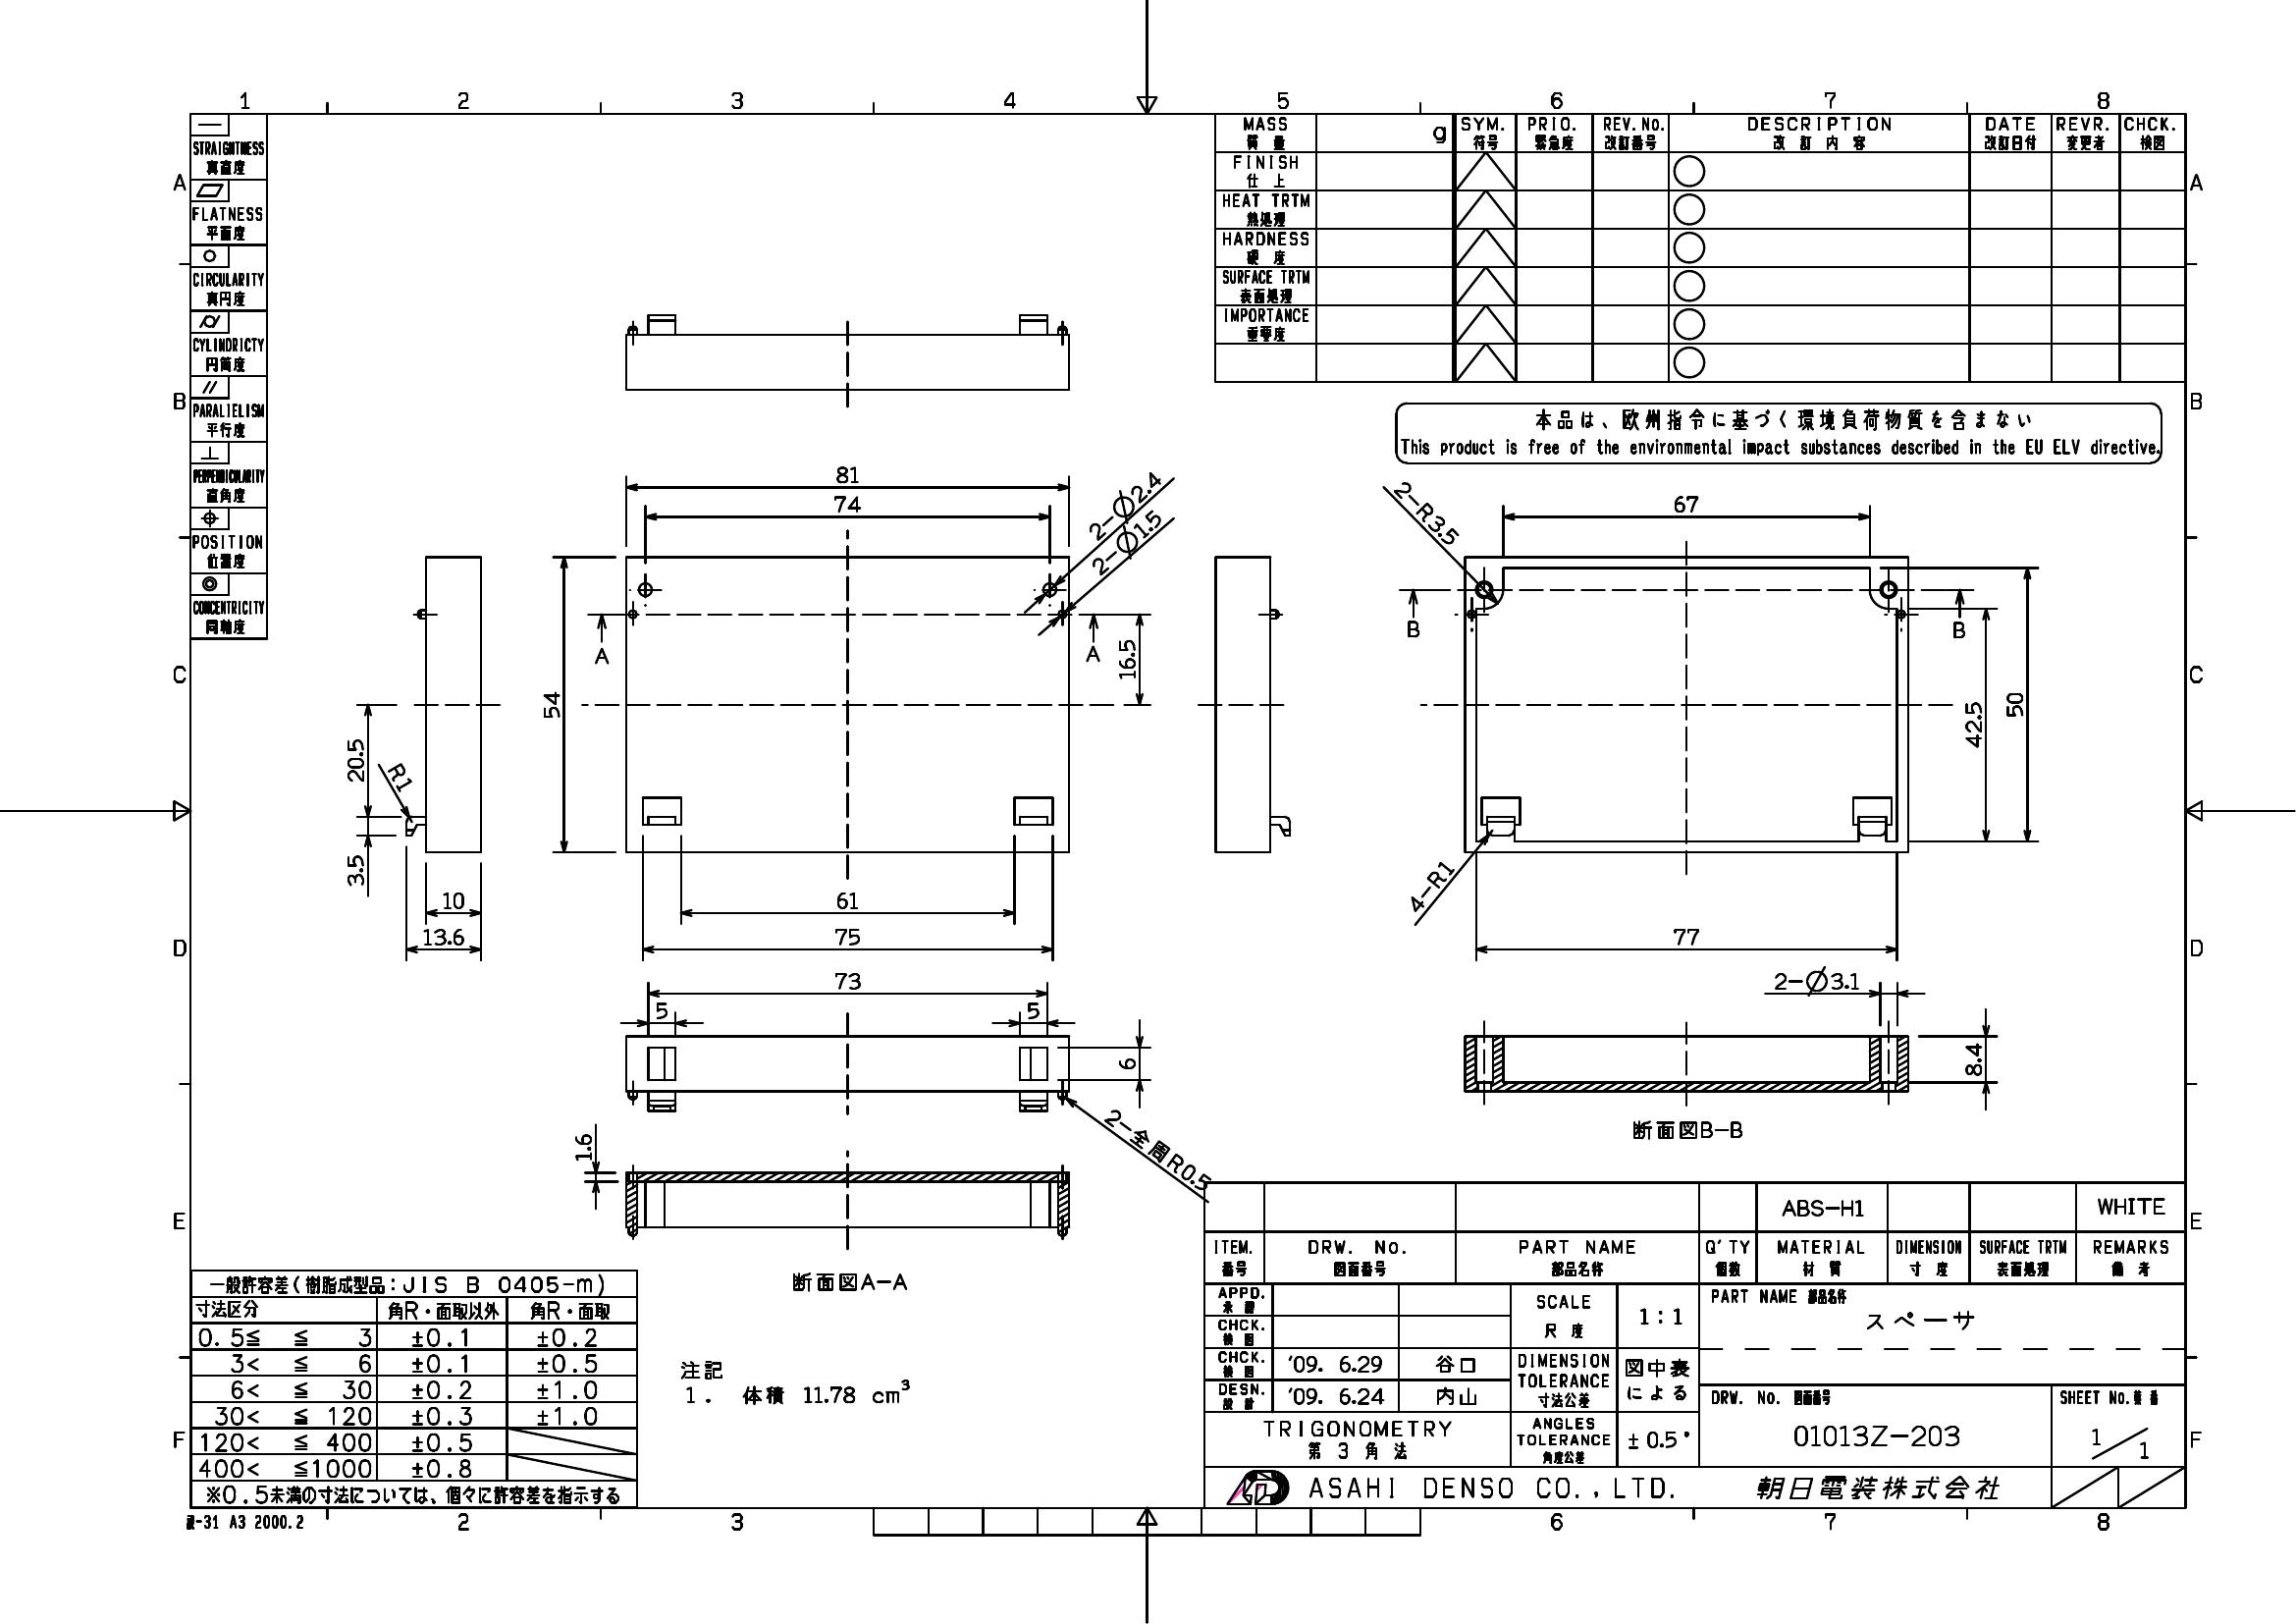 1 2 3 4 5 6 7 8
A
B
C
D
E
F
STRAIGHTNESS
真直度
FLATNESS
平面度
CIRCULARITY
真円度
CYLINDRICTY
円筒度
PARALIELISM
平行度
PERPENDICULARITY
直角度
POSITION
位置度
CONCENTRICITY
同軸度
MASS
質 量
g
FINISH
仕 上
HEAT TRTM
熱処理
HARDNESS
硬 度
SURFACE TRTM
表面処理
IMPORTANCE
重要度
SYM. PRIO. REV.No. DESCRIPTION DATE REVR. CHCK.
符号 緊急度 改訂番号 改 訂 内 容 改訂日付 変更者 検図
A
B
C
D
E
F
本品は、欧州指令に基づく環境負荷物質を含まない
This product is free of the environmental impact substances described in the EU ELV directive.
81
74
2-Ø2.4
2-Ø1.5
54
A
A
16.5
20.5
R1
3.5
10
13.6
61
75
2-R3.5
67
B
B
42.5
50
4-R1
77
73
5
5
6
2-全周R0.5
2-Ø3.1
8.4
断面図B-B
1.6
断面図A-A
注記
1. 体積 11.78 cm³
一般許容差(樹脂成型品:JIS B 0405-m)
寸法区分 角R・面取以外 角R・面取
0.5≦ ≦ 3 ±0.1 ±0.2
3< ≦ 6 ±0.1 ±0.5
6< ≦ 30 ±0.2 ±1.0
30< ≦ 120 ±0.3 ±1.0
120< ≦ 400 ±0.5
400< ≦1000 ±0.8
※0.5未満の寸法については、個々に許容差を指示する
ABS-H1 WHITE
ITEM. DRW. No. PART NAME Q'TY MATERIAL DIMENSION SURFACE TRTM REMARKS
番号 図面番号 部品名称 個数 材 質 寸 度 表面処理 備 考
APPD.
承 認
CHCK.
検 図
CHCK.
検 図
'09. 6.29 谷口
DESN.
設 計
'09. 6.24 内山
SCALE
尺 度
1:1
DIMENSION
TOLERANCE
寸法公差
図中表
による
TRIGONOMETRY
第 3 角 法
ANGLES
TOLERANCE
角度公差
±0.5°
PART NAME 部品名称
スペーサ
DRW. No. 図面番号
01013Z-203
SHEET No.葉 番
1/1
ASAHI DENSO CO.,LTD. 朝日電装株式会社
-31 A3 2000.2
2 3 6 7 8